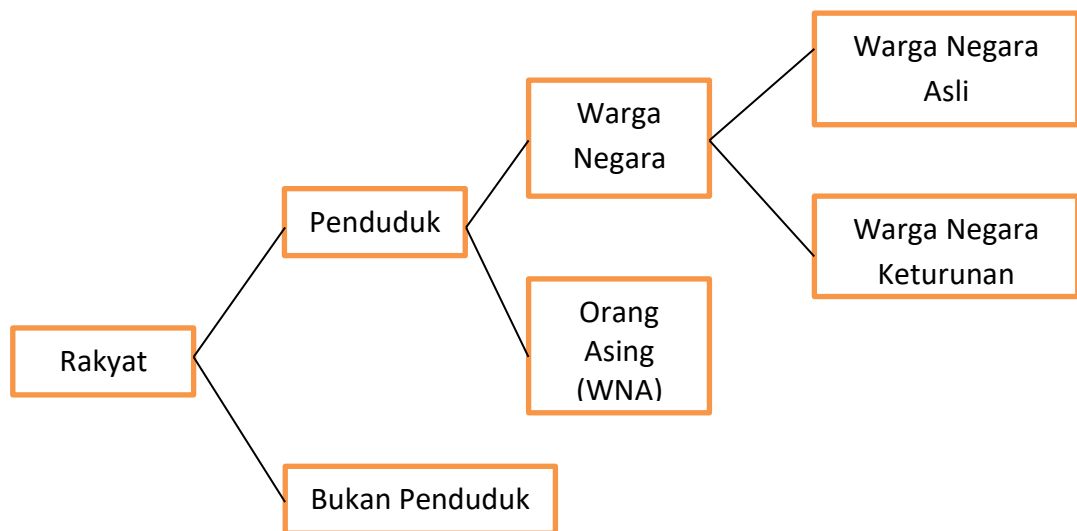 Rakyat
Penduduk
Bukan Penduduk
Warga
Negara
Orang
Asing
(WNA)
Warga Negara
Asli
Warga Negara
Keturunan